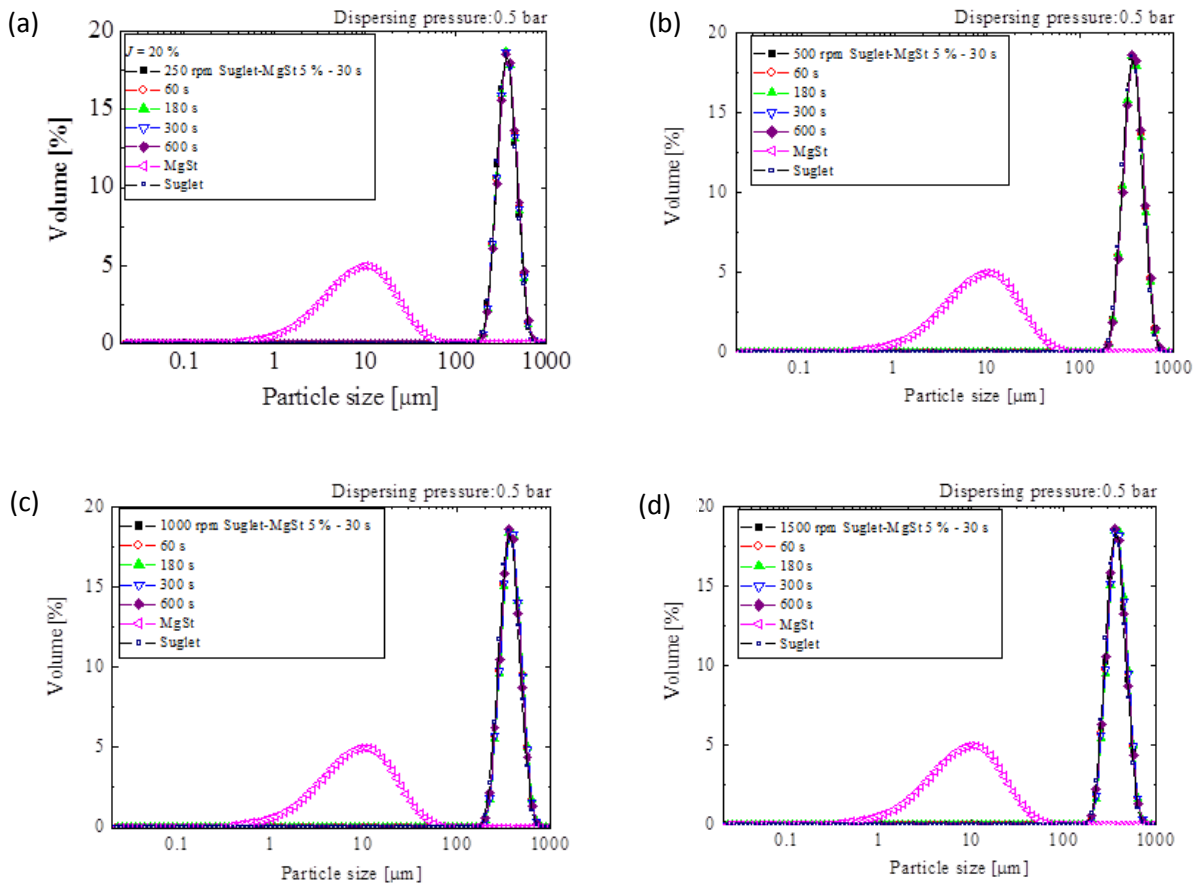 (a)
Dispersing pressure:0.5 bar
Volume [%]
20
15
10
5
0
J = 20 %
250 rpm Suglet-MgSt 5 % - 30 s
60 s
180 s
300 s
600 s
MgSt
Suglet
0.1 1 10 100 1000
Particle size [µm]
(b)
Dispersing pressure:0.5 bar
Volume [%]
20
15
10
5
0
500 rpm Suglet-MgSt 5 % - 30 s
60 s
180 s
300 s
600 s
MgSt
Suglet
0.1 1 10 100 1000
Particle size [µm]
(c)
Dispersing pressure:0.5 bar
Volume [%]
20
15
10
5
0
1000 rpm Suglet-MgSt 5 % - 30 s
60 s
180 s
300 s
600 s
MgSt
Suglet
0.1 1 10 100 1000
Particle size [µm]
(d)
Dispersing pressure:0.5 bar
Volume [%]
20
15
10
5
0
1500 rpm Suglet-MgSt 5 % - 30 s
60 s
180 s
300 s
600 s
MgSt
Suglet
0.1 1 10 100 1000
Particle size [µm]